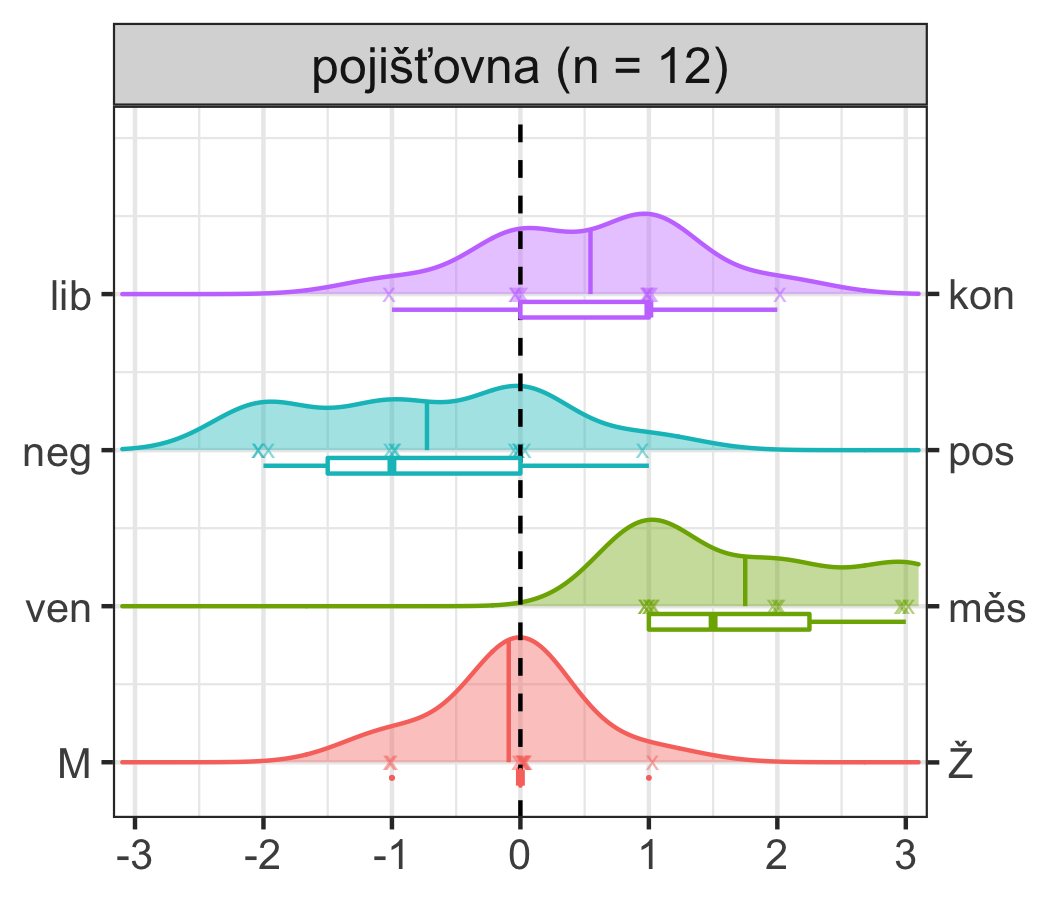 pojišťovna (n = 12)
lib kon
neg pos
ven měs
M Ž
-3 -2 -1 0 1 2 3